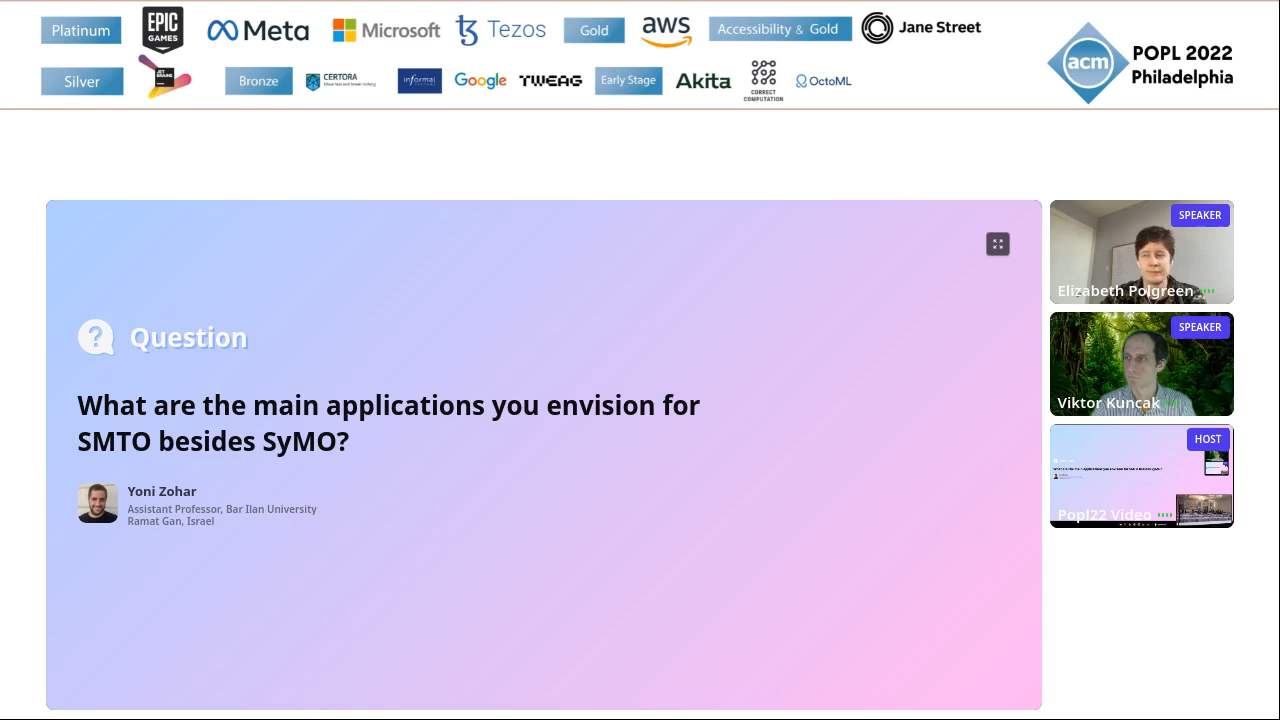 Platinum
EPIC GAMES
Meta
Microsoft
Tezos
Gold
aws
Accessibility & Gold
Jane Street
Silver
JET BRAINS
Bronze
CERTORA
informal
Google
TWEAG
Early Stage
Akita
CORRECT COMPUTATION
OctoML
acm
POPL 2022
Philadelphia
Question
What are the main applications you envision for
SMTO besides SyMO?
Yoni Zohar
Assistant Professor, Bar Ilan University
Ramat Gan, Israel
SPEAKER
Elizabeth Polgreen
SPEAKER
Viktor Kuncak
HOST
Popl22 Video